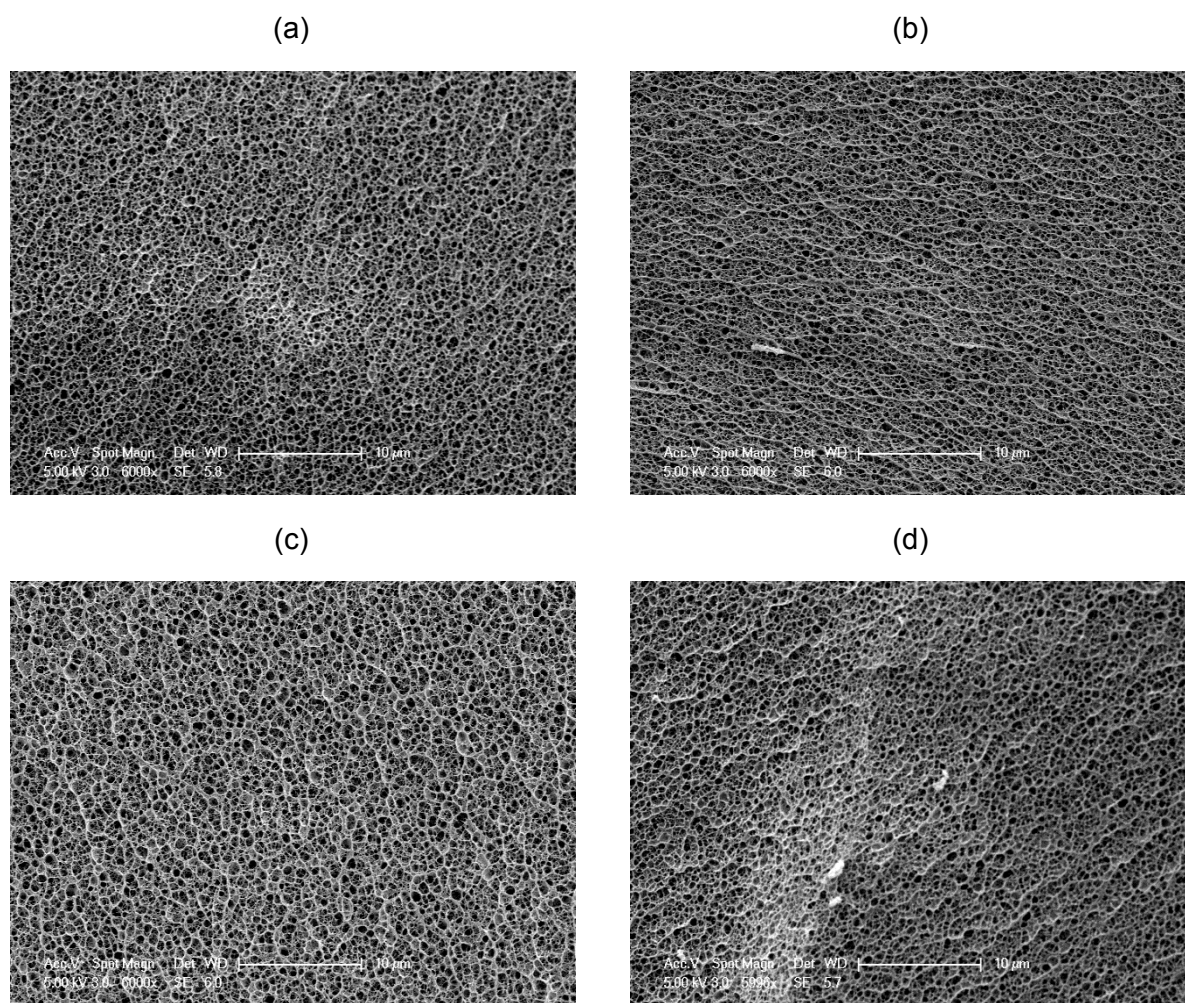 (a)
(b)
Acc.V Spot Magn Det WD 10 µm
5.00 kV 3.0 6000x SE 5.8
Acc.V Spot Magn Det WD 10 µm
5.00 kV 3.0 6000x SE 6.0
(c)
(d)
Acc.V Spot Magn Det WD 10 µm
5.00 kV 3.0 6000x SE 6.0
Acc.V Spot Magn Det WD 10 µm
5.00 kV 3.0 5996x SE 5.7